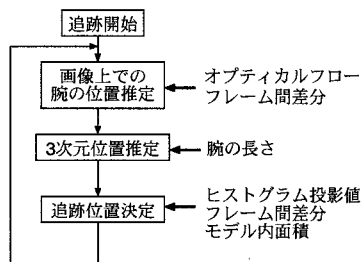 追跡開始
画像上での
腕の位置推定
オプティカルフロー
フレーム間差分
3次元位置推定
腕の長さ
追跡位置決定
ヒストグラム投影値
フレーム間差分
モデル内面積